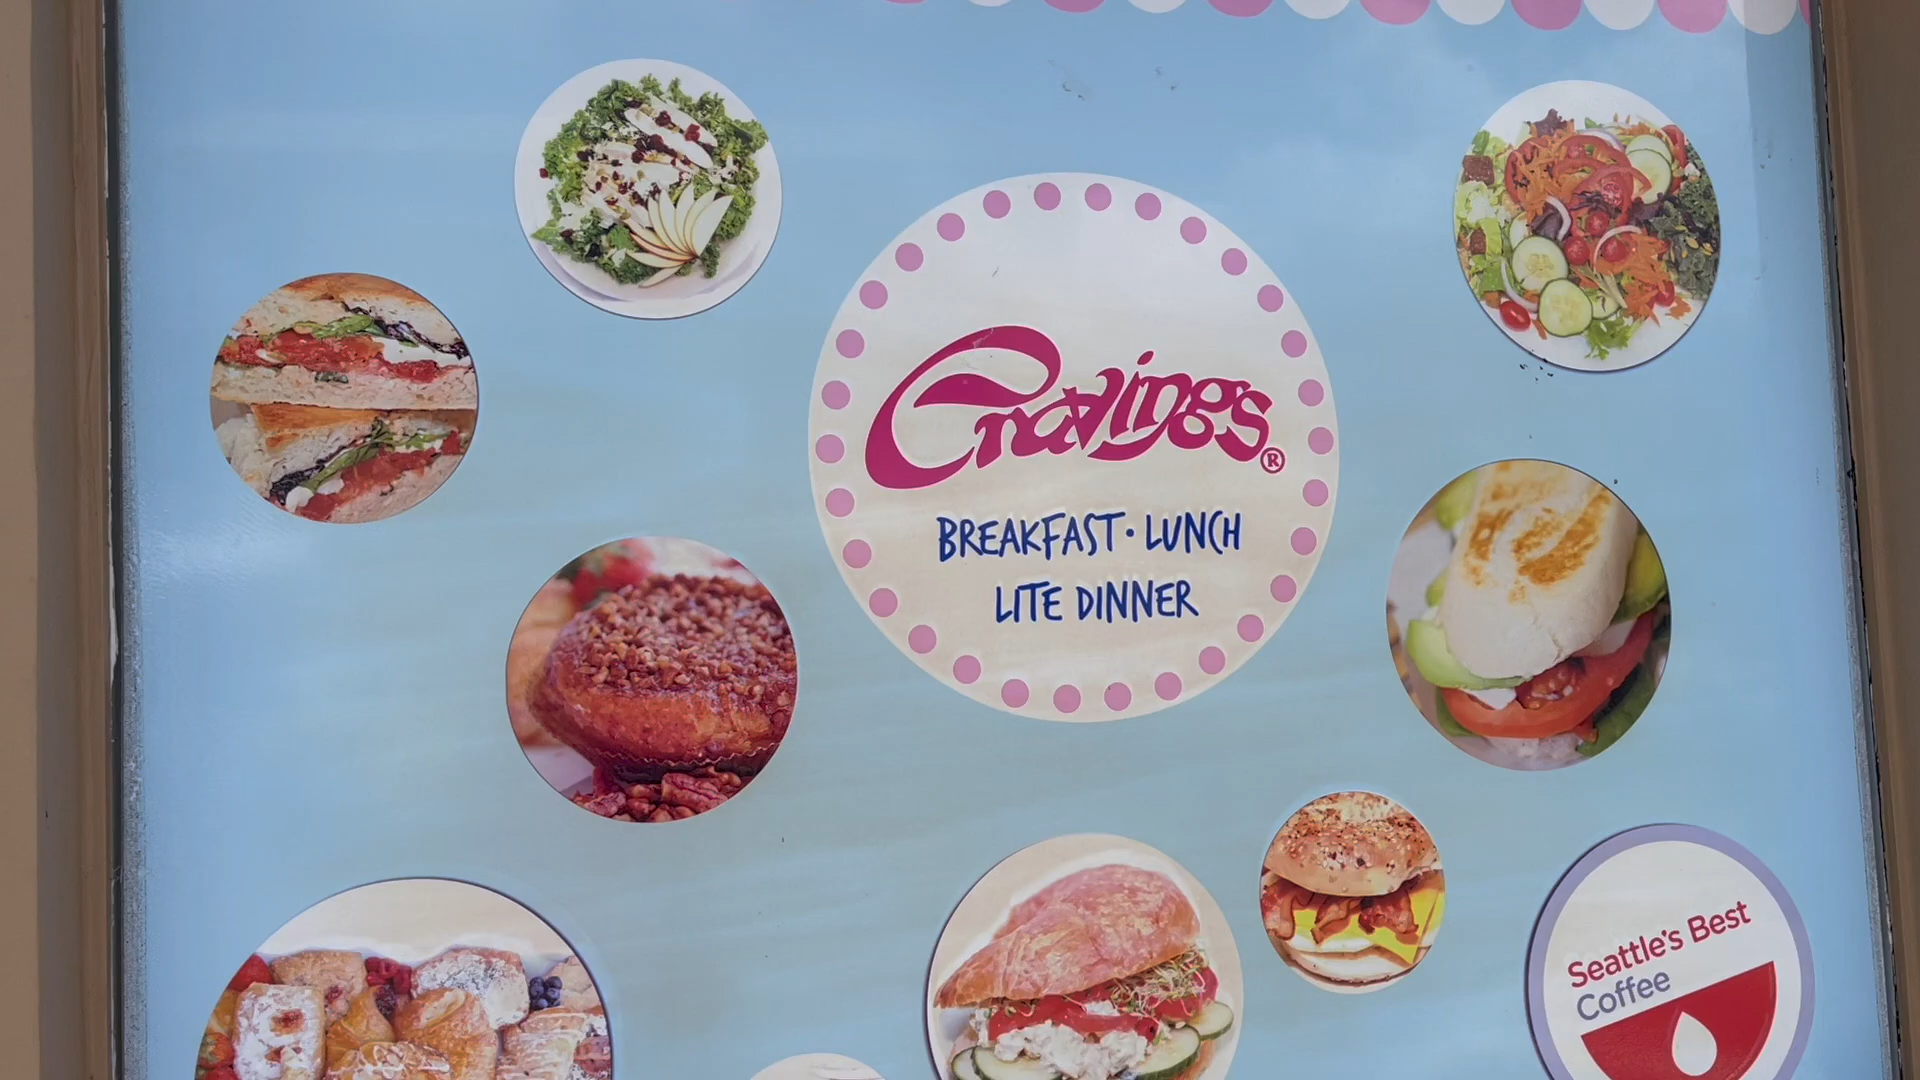 Cravings®
BREAKFAST · LUNCH
LITE DINNER
Seattle's Best
Coffee